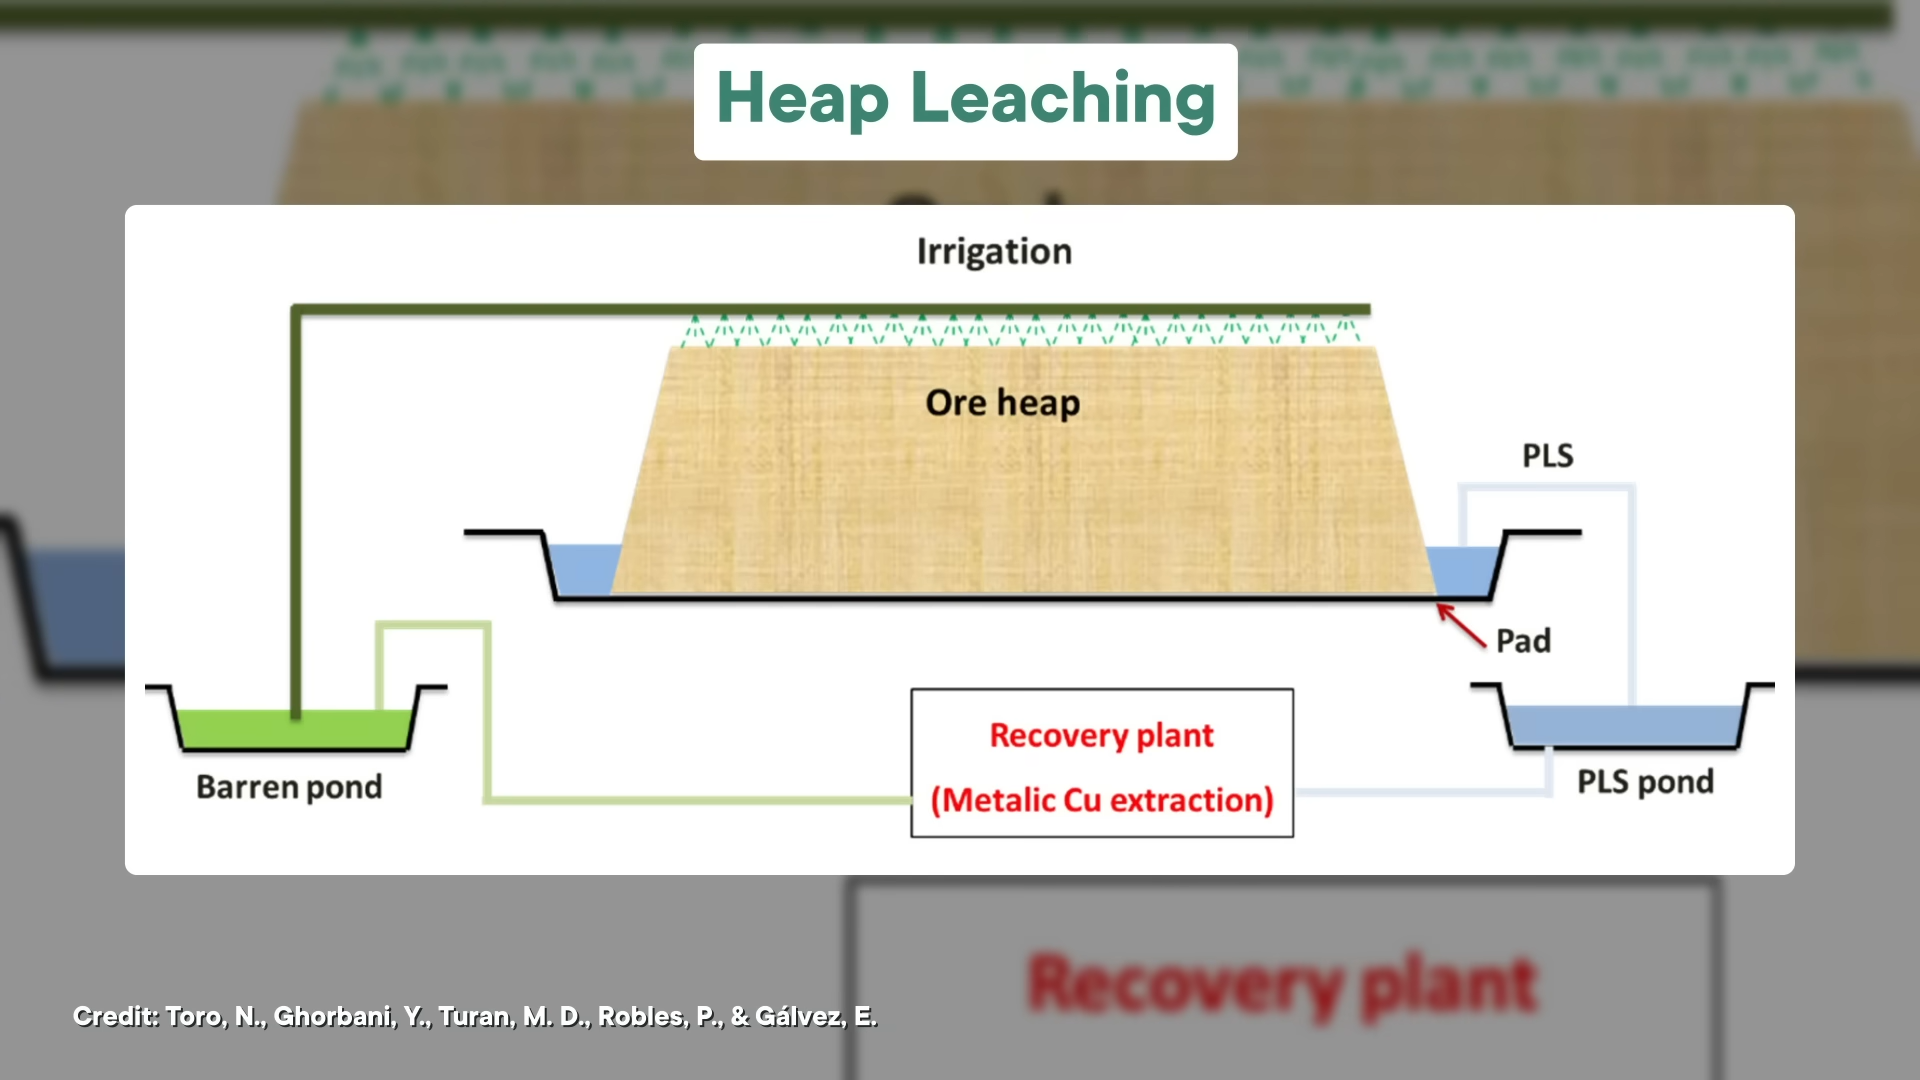 Heap Leaching
Irrigation
Ore heap
PLS
Pad
Recovery plant
(Metalic Cu extraction)
Barren pond
PLS pond
Recovery plant
Credit: Toro, N., Ghorbani, Y., Turan, M. D., Robles, P., & Gálvez, E.